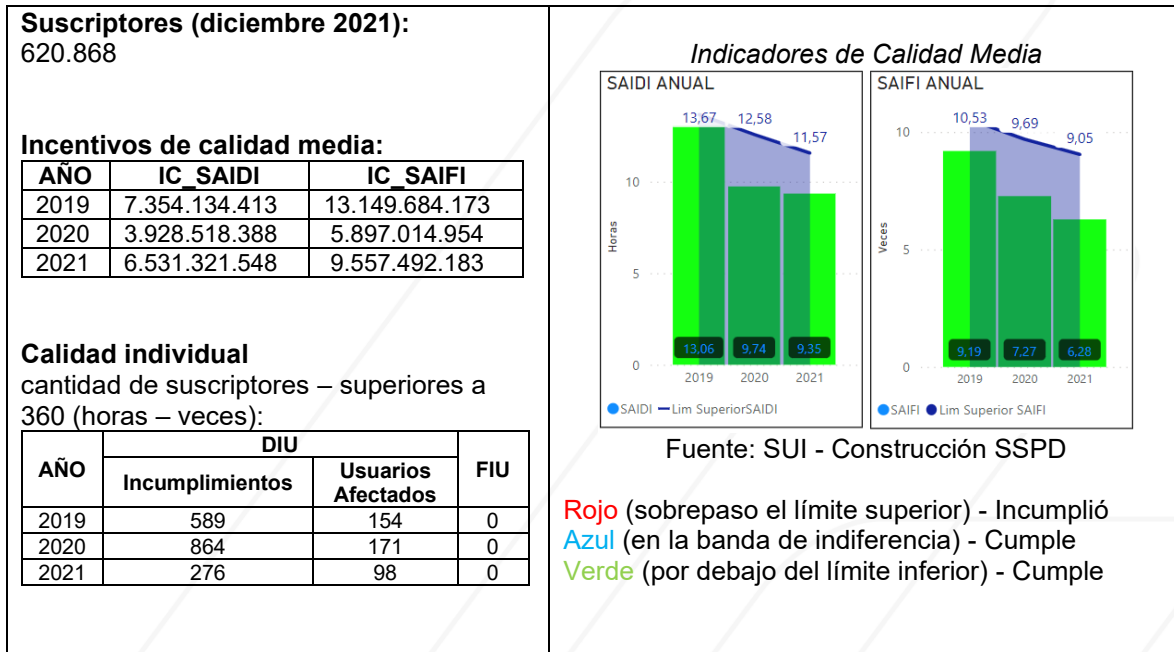 Suscriptores (diciembre 2021):
620.868
Incentivos de calidad media:
AÑO IC_SAIDI IC_SAIFI
2019 7.354.134.413 13.149.684.173
2020 3.928.518.388 5.897.014.954
2021 6.531.321.548 9.557.492.183
Calidad individual
cantidad de suscriptores – superiores a
360 (horas – veces):
AÑO DIU FIU
Incumplimientos Usuarios Afectados
2019 589 154 0
2020 864 171 0
2021 276 98 0
Indicadores de Calidad Media
SAIDI ANUAL
13,67 12,58 11,57
10
5
0
Horas
13,06 9,74 9,35
2019 2020 2021
SAIDI Lim SuperiorSAIDI
SAIFI ANUAL
10,53 9,69 9,05
10
5
0
Veces
9,19 7,27 6,28
2019 2020 2021
SAIFI Lim Superior SAIFI
Fuente: SUI - Construcción SSPD
Rojo (sobrepaso el límite superior) - Incumplió
Azul (en la banda de indiferencia) - Cumple
Verde (por debajo del límite inferior) - Cumple